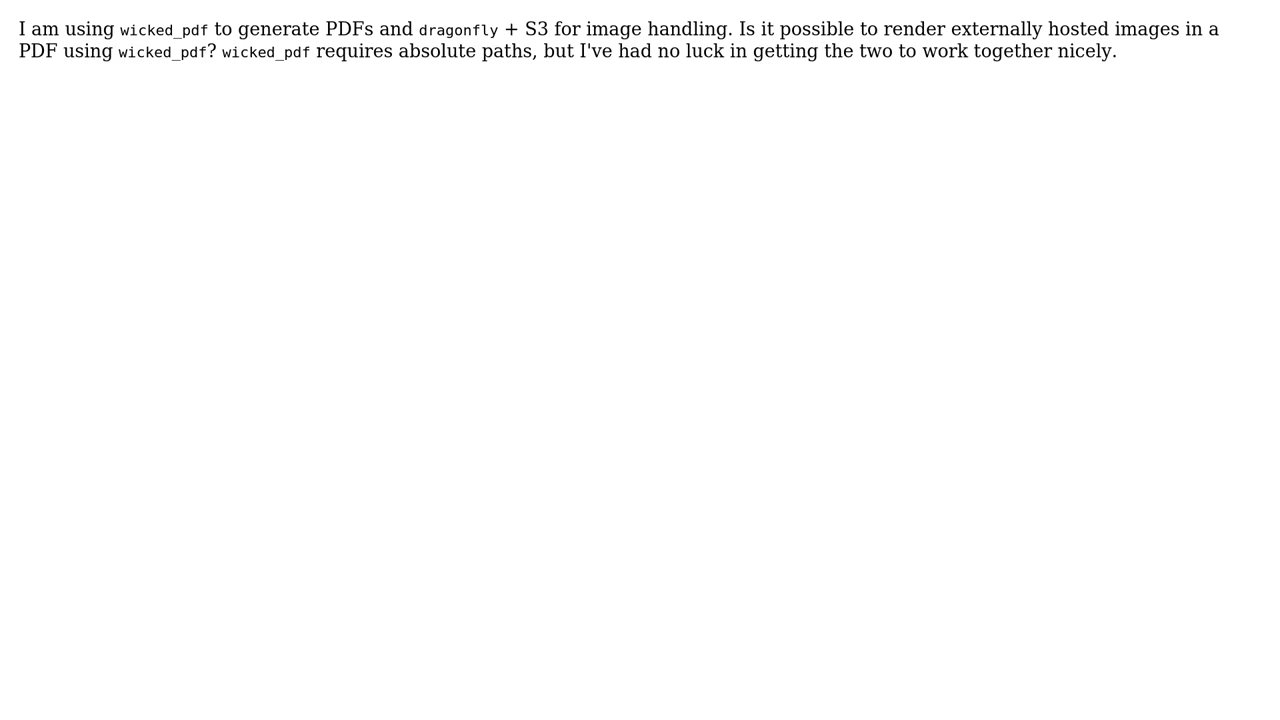 I am using wicked_pdf to generate PDFs and dragonfly + S3 for image handling. Is it possible to render externally hosted images in a
PDF using wicked_pdf? wicked_pdf requires absolute paths, but I've had no luck in getting the two to work together nicely.